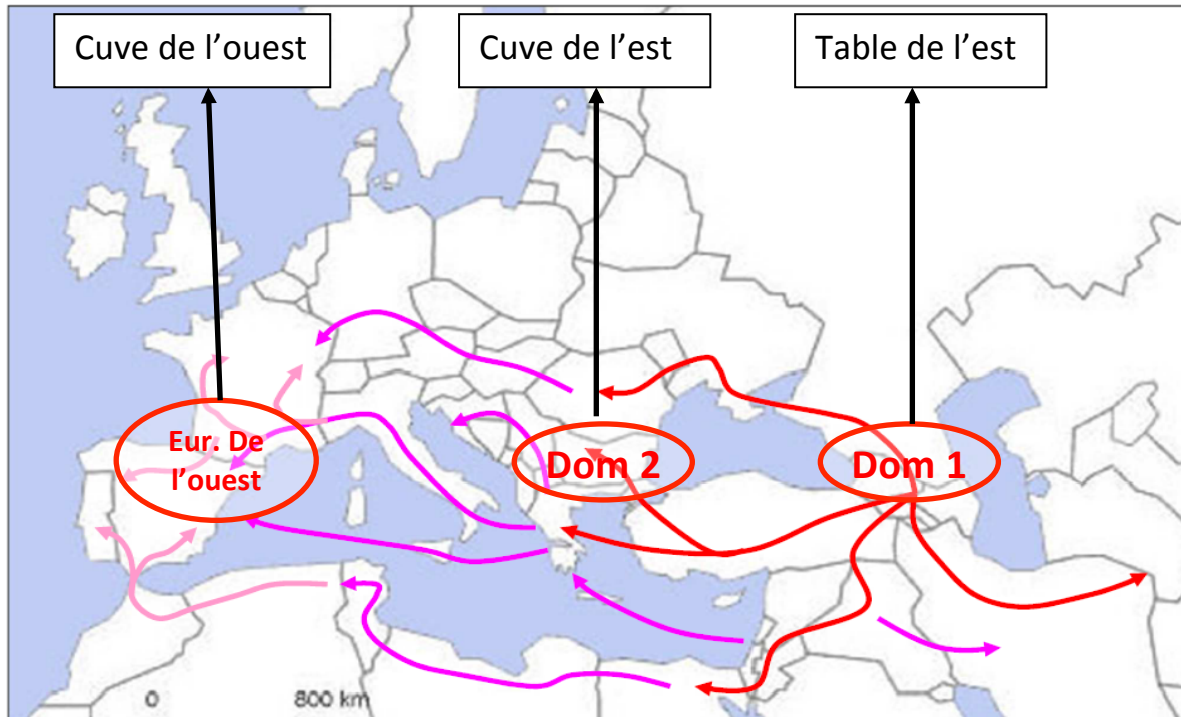 Cuve de l’ouest
Cuve de l’est
Table de l’est
Eur. De
l’ouest
Dom 2
Dom 1
0 800 km